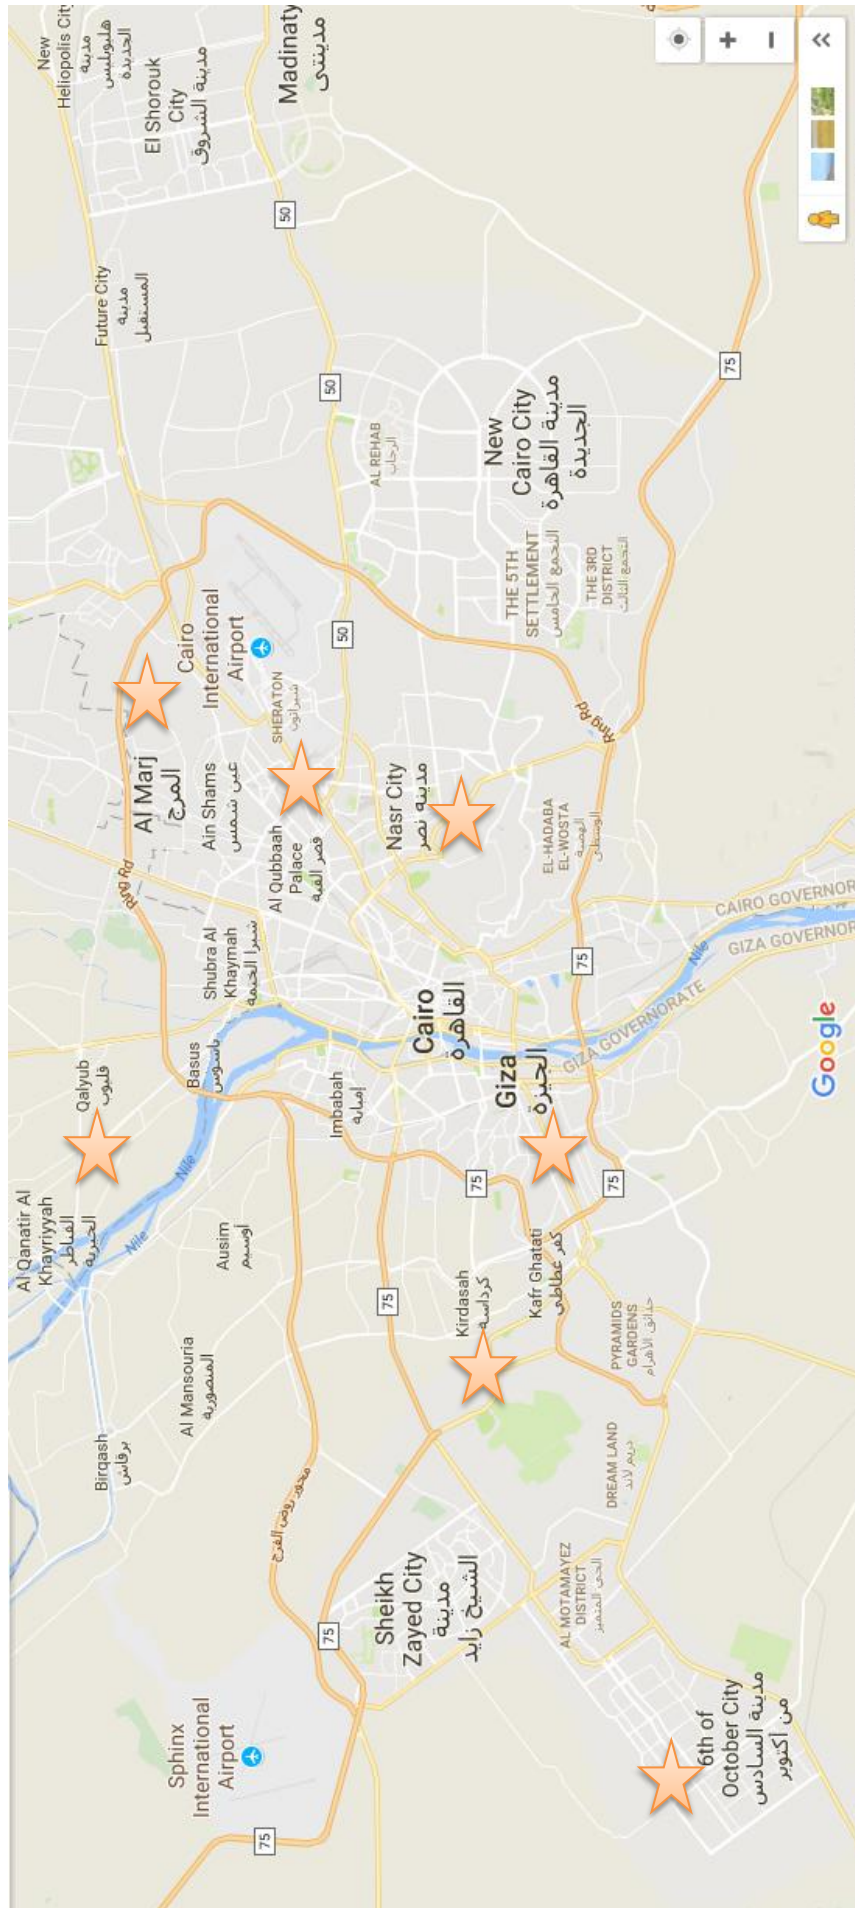 New
Heliopolis City
مدينة
هليوبليس
الجديدة
El Shorouk
City
مدينة الشروق
Madinaty
مدينتى
50
Future City
مدينة
المستقبل
50
75
AL REHAB
الرحاب
New
Cairo City
مدينة القاهرة
الجديدة
THE 5TH
SETTLEMENT
التجمع الخامس
THE 3RD
DISTRICT
التجمع الثالث
Cairo
International
Airport
50
SHERATON
شيراتون
Ring Rd
Al Marj
المرج
Ain Shams
عين شمس
Al Qubbaah
Palace
قصر القبة
Nasr City
مدينة نصر
EL-HADABA
EL-WOSTA
الهضبة
الوسطى
Ring Rd
Shubra Al
Khaymah
شبرا الخيمة
75
Nile
CAIRO GOVERNOR
GIZA GOVERNOR
GIZA GOVERNORATE
Cairo
القاهرة
Giza
الجيزة
Qalyub
قليوب
Basus
باسوس
Imbabah
إمبابة
Nile
Nile
Al Qanatir Al
Khayriyyah
القناطر
الخيرية
Ausim
أوسيم
75
75
75
Kirdasah
كرداسة
Kafr Ghatati
كفر غطاطي
PYRAMIDS
GARDENS
حدائق الأهرام
Al Mansouria
المنصورية
Birqash
برقاش
محور روض الفرج
DREAM LAND
دريم لاند
Sheikh
Zayed City
مدينة
الشيخ زايد
AL MOTAMAYEZ
DISTRICT
الحى المتميز
75
Sphinx
International
Airport
75
6th of
October City
مدينة السادس
من أكتوبر
Google